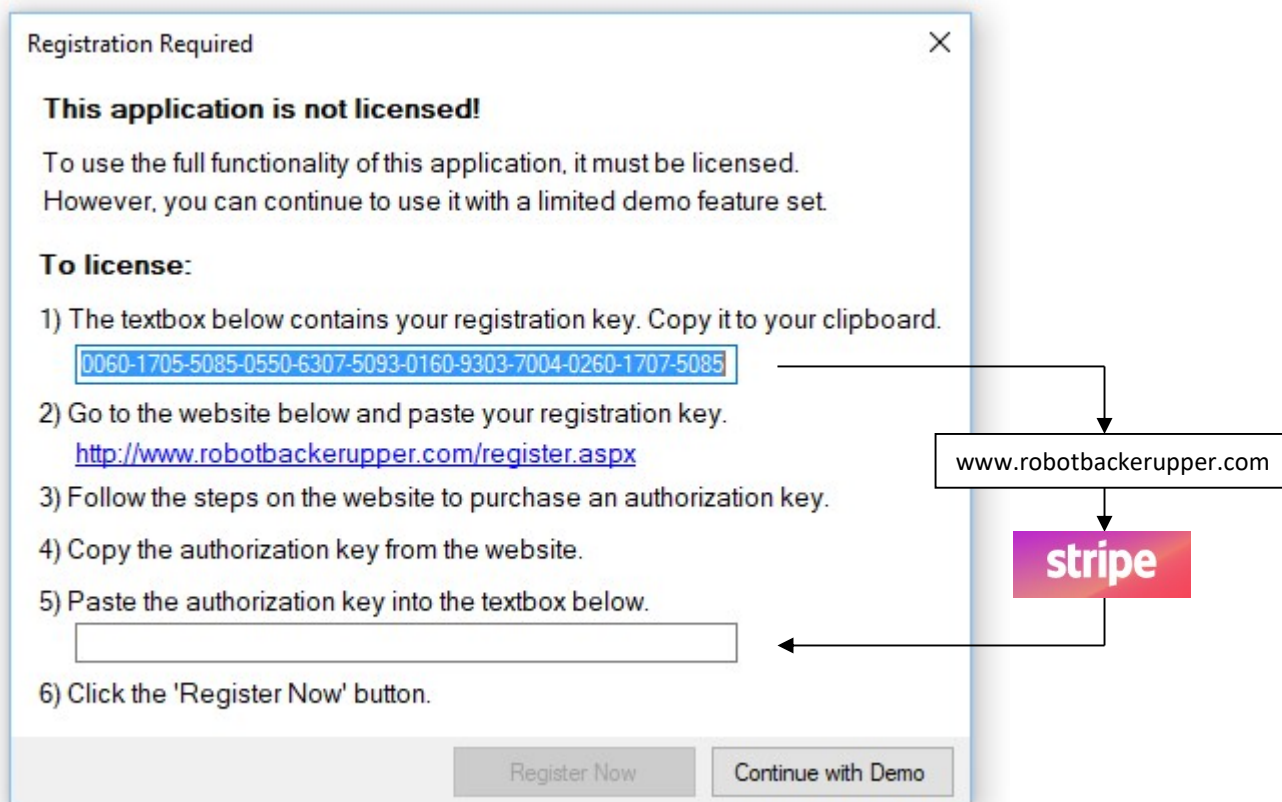 Registration Required
This application is not licensed!
To use the full functionality of this application, it must be licensed.
However, you can continue to use it with a limited demo feature set.
To license:
1) The textbox below contains your registration key. Copy it to your clipboard.
0060-1705-5085-0550-6307-5093-0160-9303-7004-0260-1707-5085
2) Go to the website below and paste your registration key.
http://www.robotbackerupper.com/register.aspx
www.robotbackerupper.com
3) Follow the steps on the website to purchase an authorization key.
4) Copy the authorization key from the website.
stripe
5) Paste the authorization key into the textbox below.
6) Click the 'Register Now' button.
Register Now
Continue with Demo